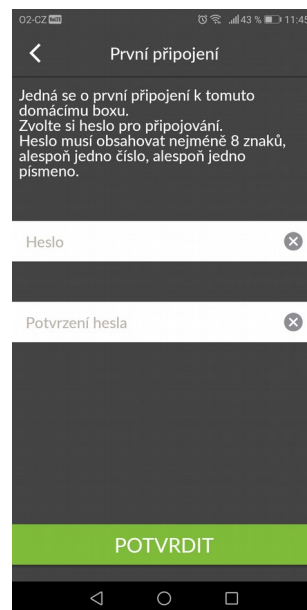 O2-CZ 43 % 11:45
První připojení
Jedná se o první připojení k tomuto
domácímu boxu.
Zvolte si heslo pro připojování.
Heslo musí obsahovat nejméně 8 znaků,
alespoň jedno číslo, alespoň jedno
písmeno.
Heslo
Potvrzení hesla
POTVRDIT